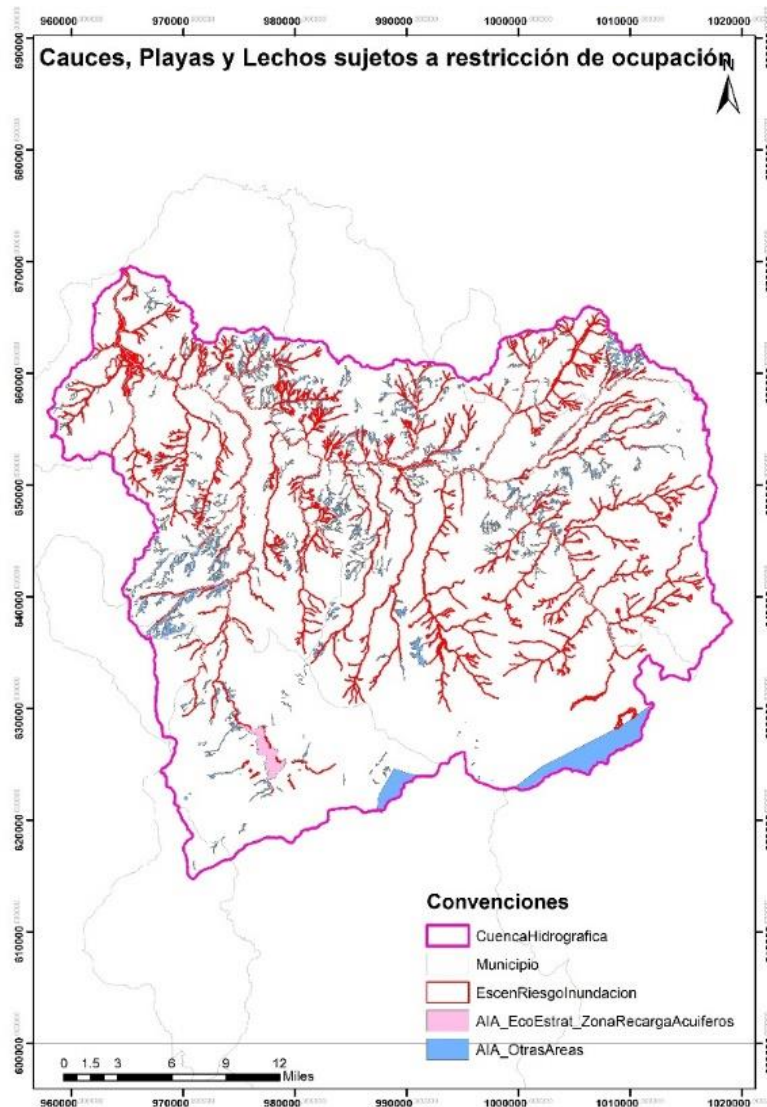 960000 970000 980000 990000 1000000 1010000 1020000
Cauces, Playas y Lechos sujetos a restricción de ocupación
N
690000
680000
670000
660000
650000
640000
630000
620000
610000
600000
Convenciones
CuencaHidrografica
Municipio
EscenRiesgoInundacion
AIA_EcoEstrat_ZonaRecargaAcuiferos
AIA_OtrasAreas
0 1.5 3 6 9 12
Miles
960000 970000 980000 990000 1000000 1010000 1020000